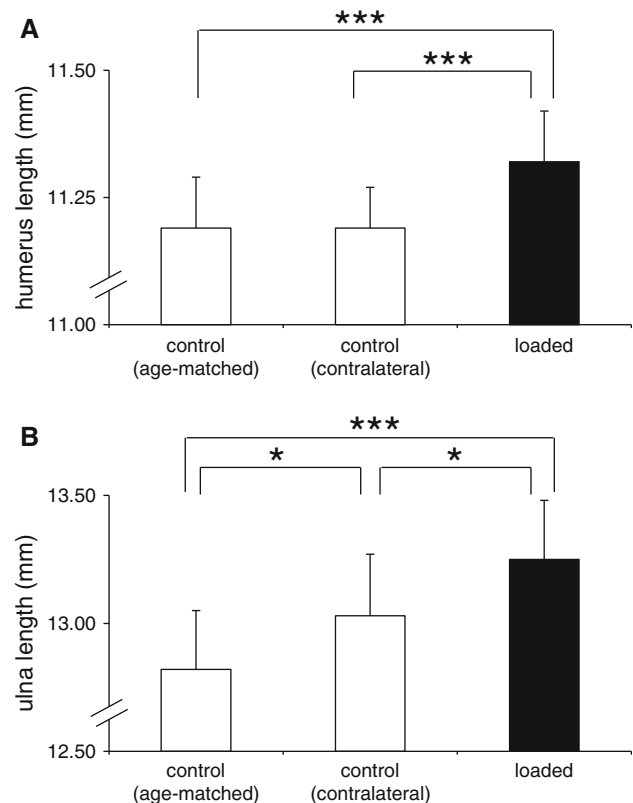 A
***
***
11.50
11.25
11.00
humerus length (mm)
control
(age-matched)
control
(contralateral)
loaded
B
***
*
*
13.50
13.00
12.50
ulna length (mm)
control
(age-matched)
control
(contralateral)
loaded